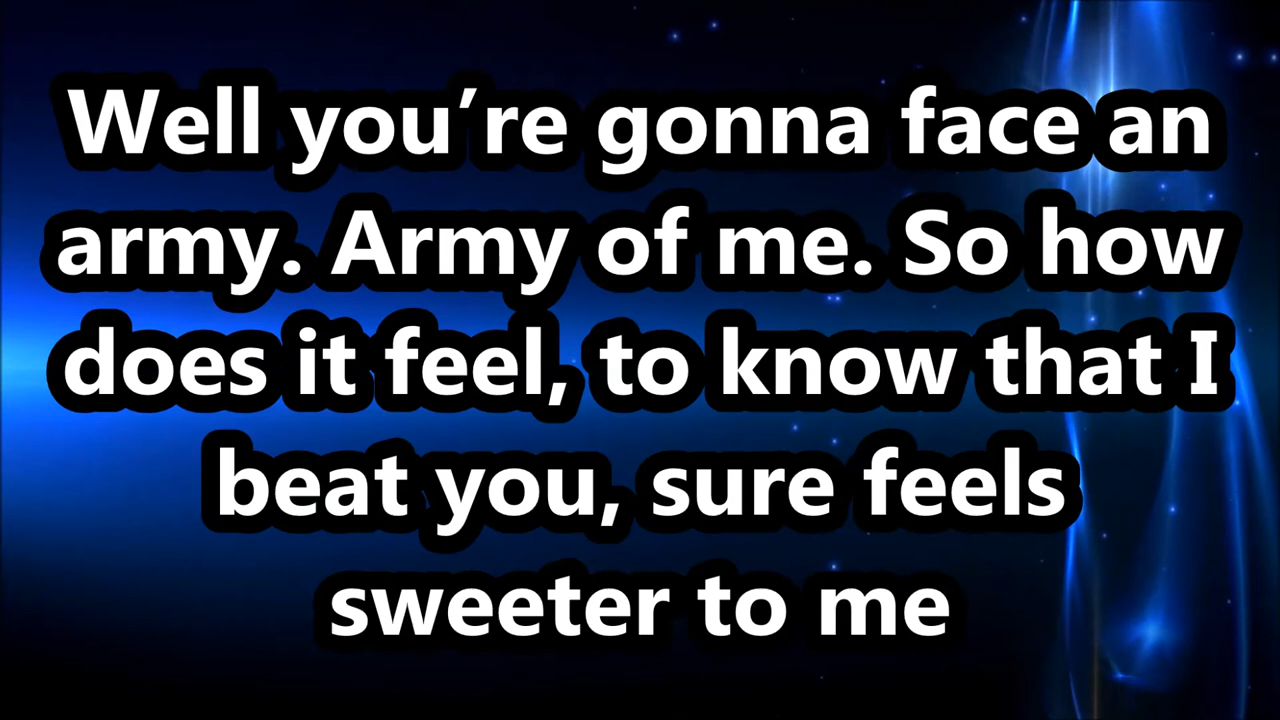 Well you’re gonna face an
army. Army of me. So how
does it feel, to know that I
beat you, sure feels
sweeter to me